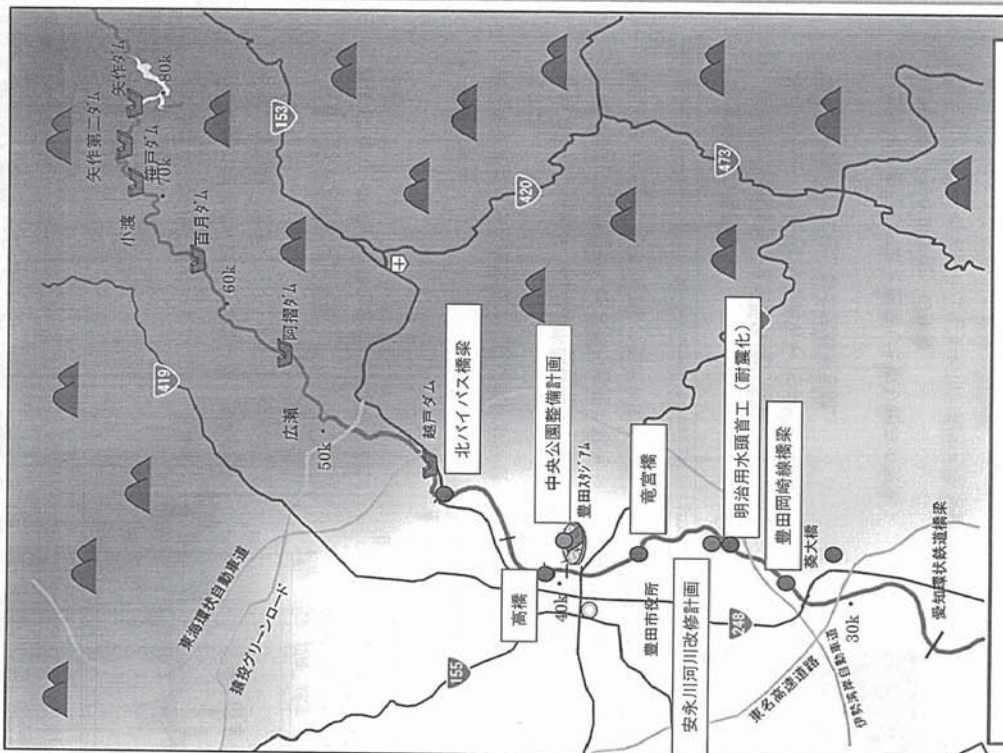 矢作ダム
80k
矢作第二ダム
笹戸ダム
70k
小渡
百月ダム
60k
阿摺ダム
広瀬
50k
越戸ダム
419
153
420
473
東海環状自動車道
猿投グリーンロード
北バイパス橋梁
中央公園整備計画
豊田スタジアム
高橋
40k
竜宮橋
豊田市役所
明治用水頭首工(耐震化)
安永川河川改修計画
豊田岡崎線橋梁
葵大橋
155
248
30k
東名高速道路
伊勢湾岸自動車道
愛知環状鉄道橋梁